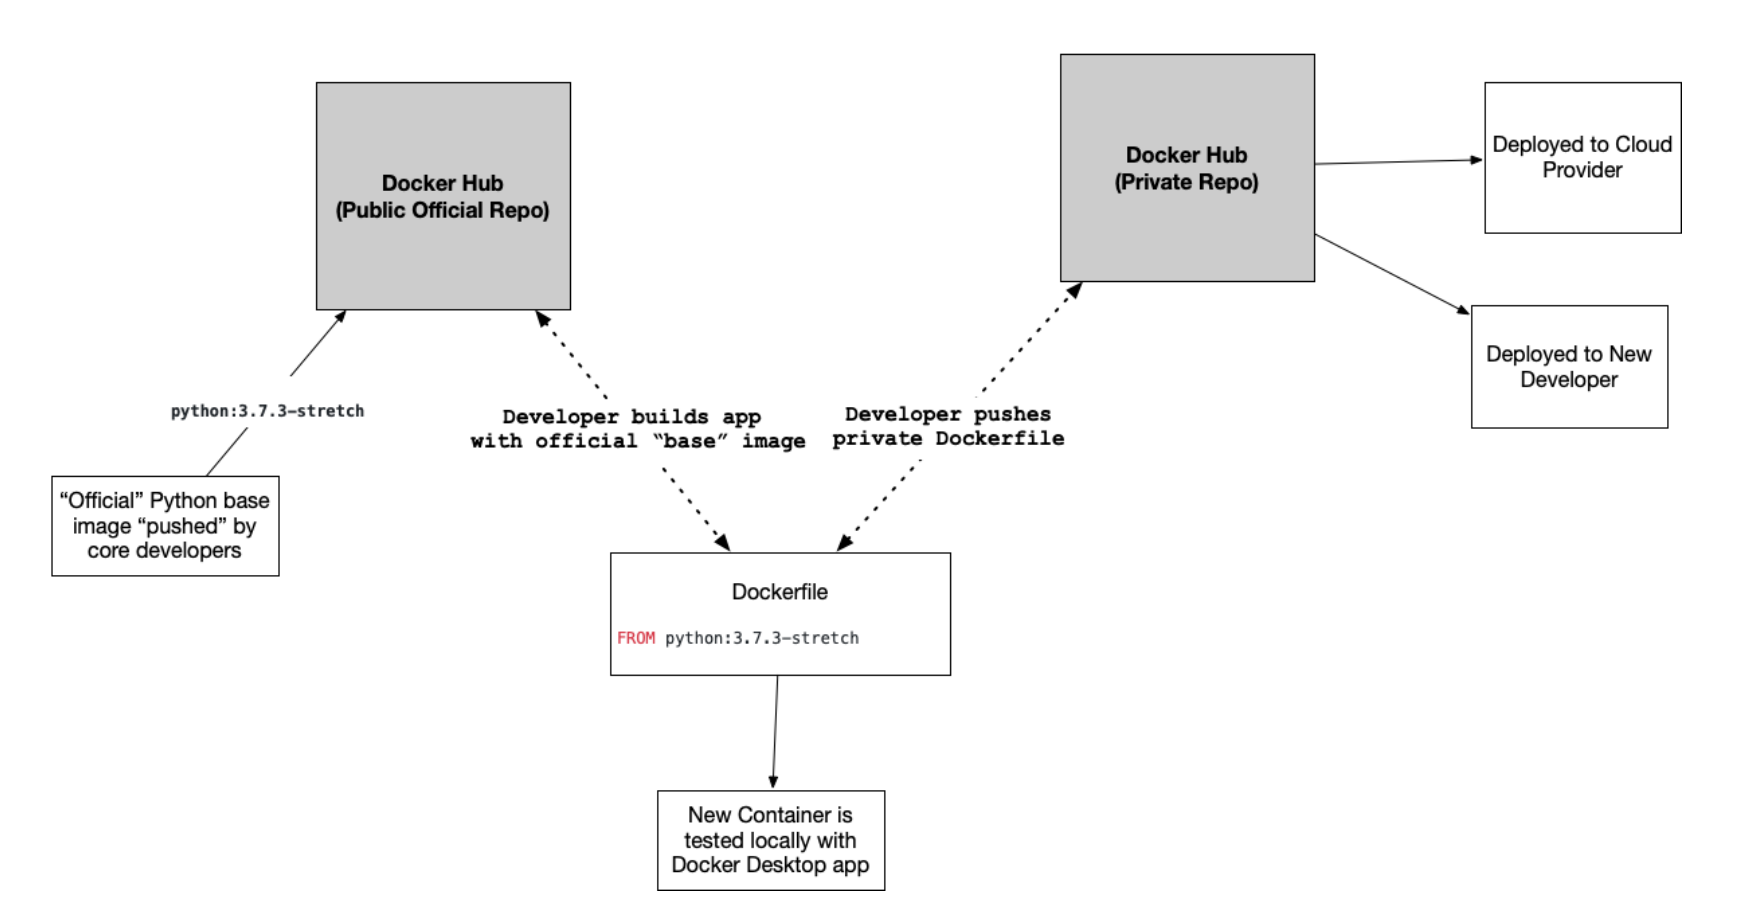 Docker Hub
(Public Official Repo)
Docker Hub
(Private Repo)
Deployed to Cloud
Provider
Deployed to New
Developer
python:3.7.3-stretch
Developer builds app
with official “base” image
Developer pushes
private Dockerfile
“Official” Python base
image “pushed” by
core developers
Dockerfile
FROM python:3.7.3-stretch
New Container is
tested locally with
Docker Desktop app